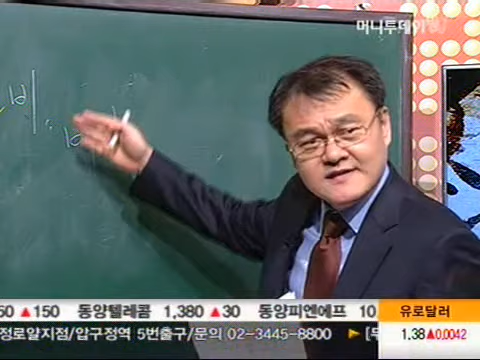 머니투데이
비
50 ▲150 동양텔레콤 1,380 ▲30 동양피엔에프 10
유로달러
정로얄지점/압구정역 5번출구/문의 02-3445-8800 ▶ [두
1.38▲0.0042